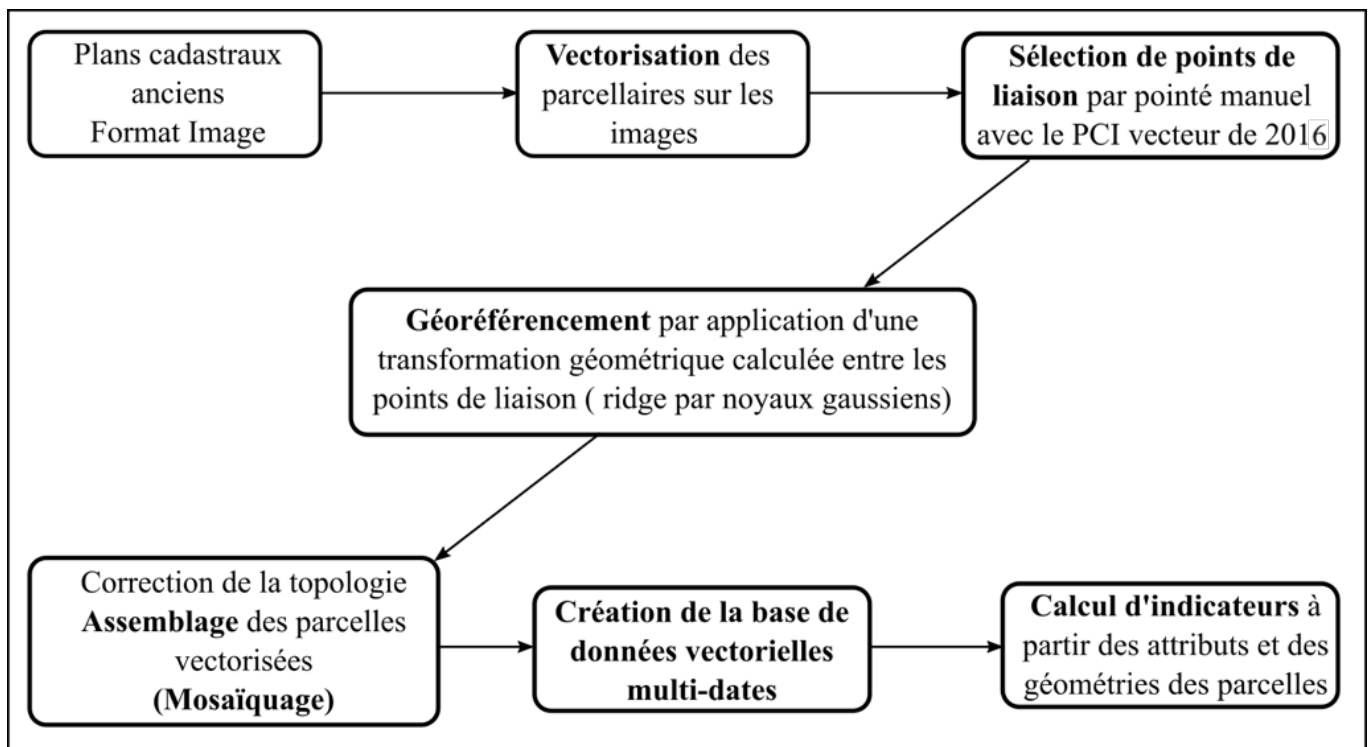 Plans cadastraux
anciens
Format Image
Vectorisation des
parcellaires sur les
images
Sélection de points de
liaison par pointé manuel
avec le PCI vecteur de 2016
Géoréférencement par application d'une
transformation géométrique calculée entre les
points de liaison ( ridge par noyaux gaussiens)
Correction de la topologie
Assemblage des parcelles
vectorisées
(Mosaïquage)
Création de la base de
données vectorielles
multi-dates
Calcul d'indicateurs à
partir des attributs et des
géométries des parcelles